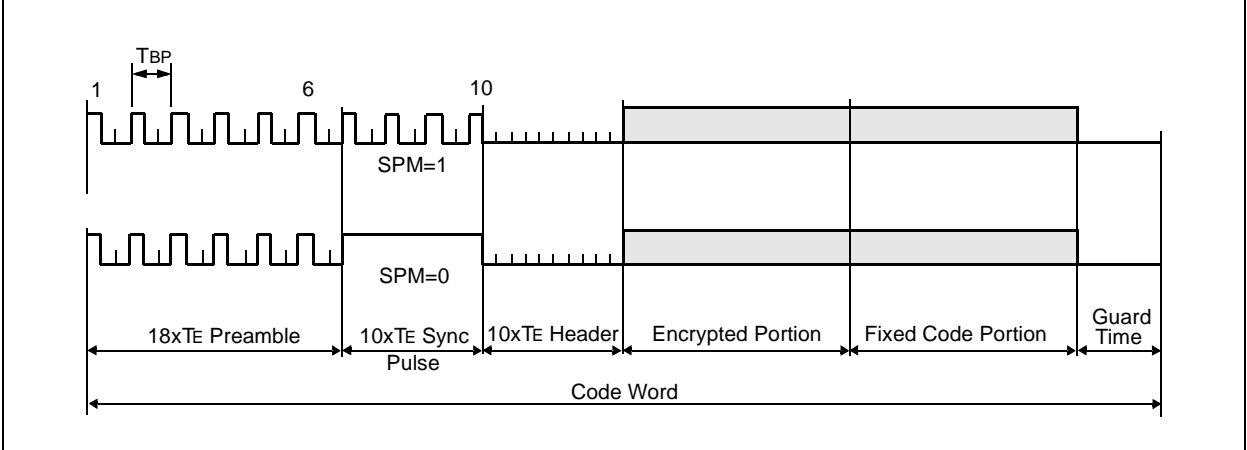 TBP
1 6 10
SPM=1
SPM=0
18xTE Preamble 10xTE Sync Pulse 10xTE Header Encrypted Portion Fixed Code Portion Guard Time
Code Word